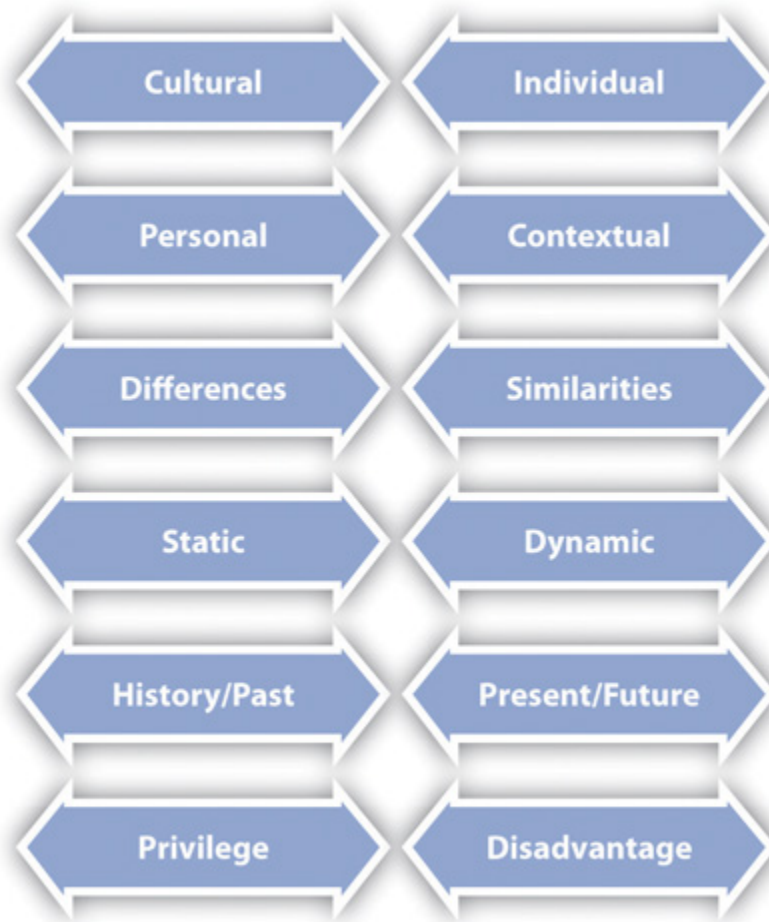 Cultural
Individual
Personal
Contextual
Differences
Similarities
Static
Dynamic
History/Past
Present/Future
Privilege
Disadvantage